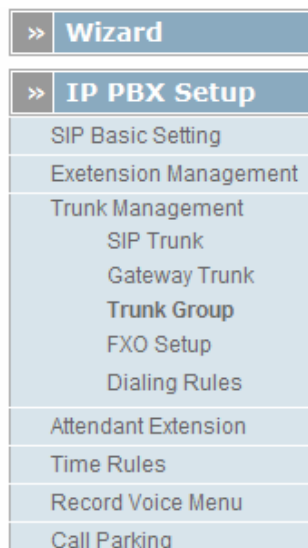 » Wizard
» IP PBX Setup
SIP Basic Setting
Exetension Management
Trunk Management
SIP Trunk
Gateway Trunk
Trunk Group
FXO Setup
Dialing Rules
Attendant Extension
Time Rules
Record Voice Menu
Call Parking